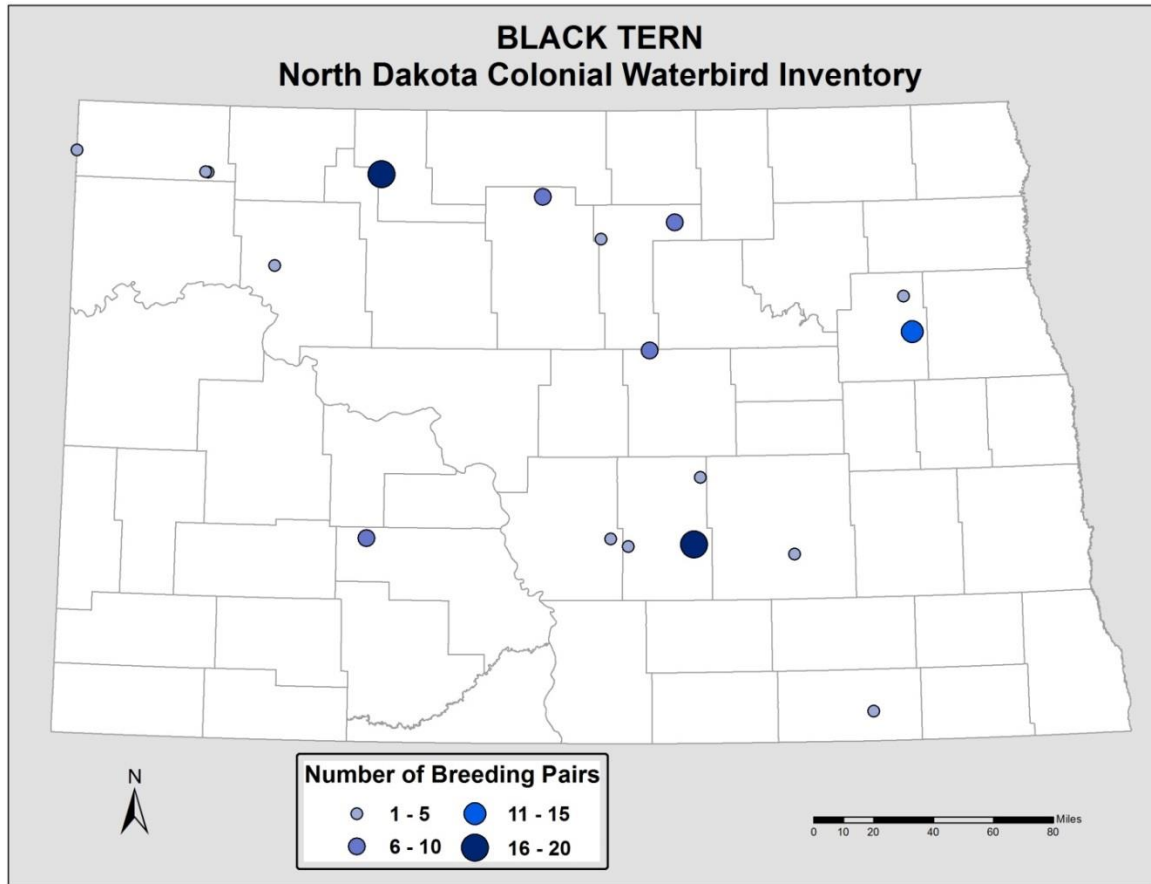 BLACK TERN
North Dakota Colonial Waterbird Inventory
N
Number of Breeding Pairs
1 - 5 11 - 15
6 - 10 16 - 20
Miles
0 10 20 40 60 80